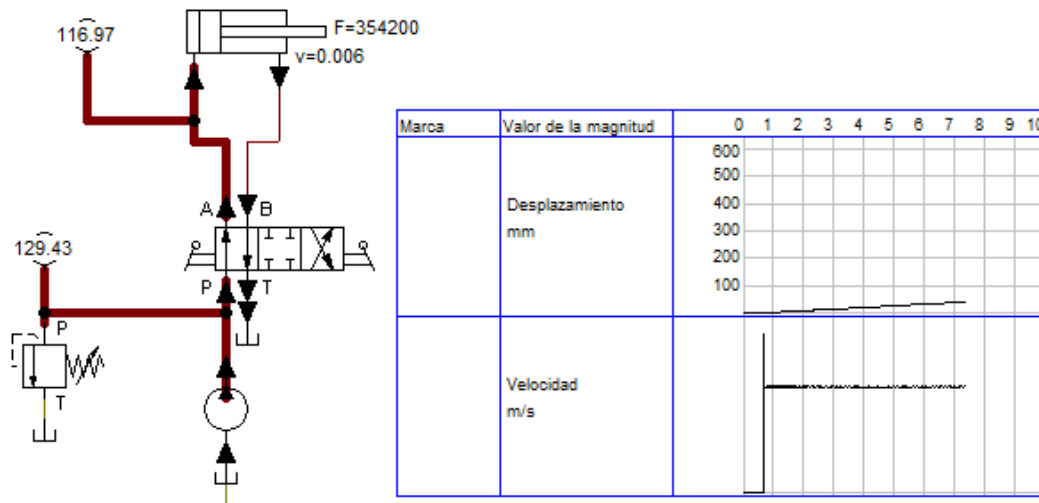 116.97
F=354200
v=0.006
A B
129.43
P T
P
T
Marca Valor de la magnitud 0 1 2 3 4 5 6 7 8 9 10
600
500
Desplazamiento 400
mm 300
200
100
Velocidad
m/s